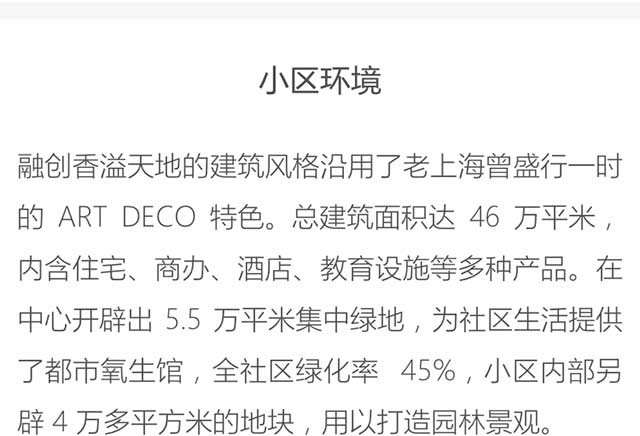 小区环境
融创香溢天地的建筑风格沿用了老上海曾盛行一时
的 ART DECO 特色。总建筑面积达 46 万平米，
内含住宅、商办、酒店、教育设施等多种产品。在
中心开辟出 5.5 万平米集中绿地，为社区生活提供
了都市氧生馆，全社区绿化率 45%，小区内部另
辟 4 万多平方米的地块，用以打造园林景观。